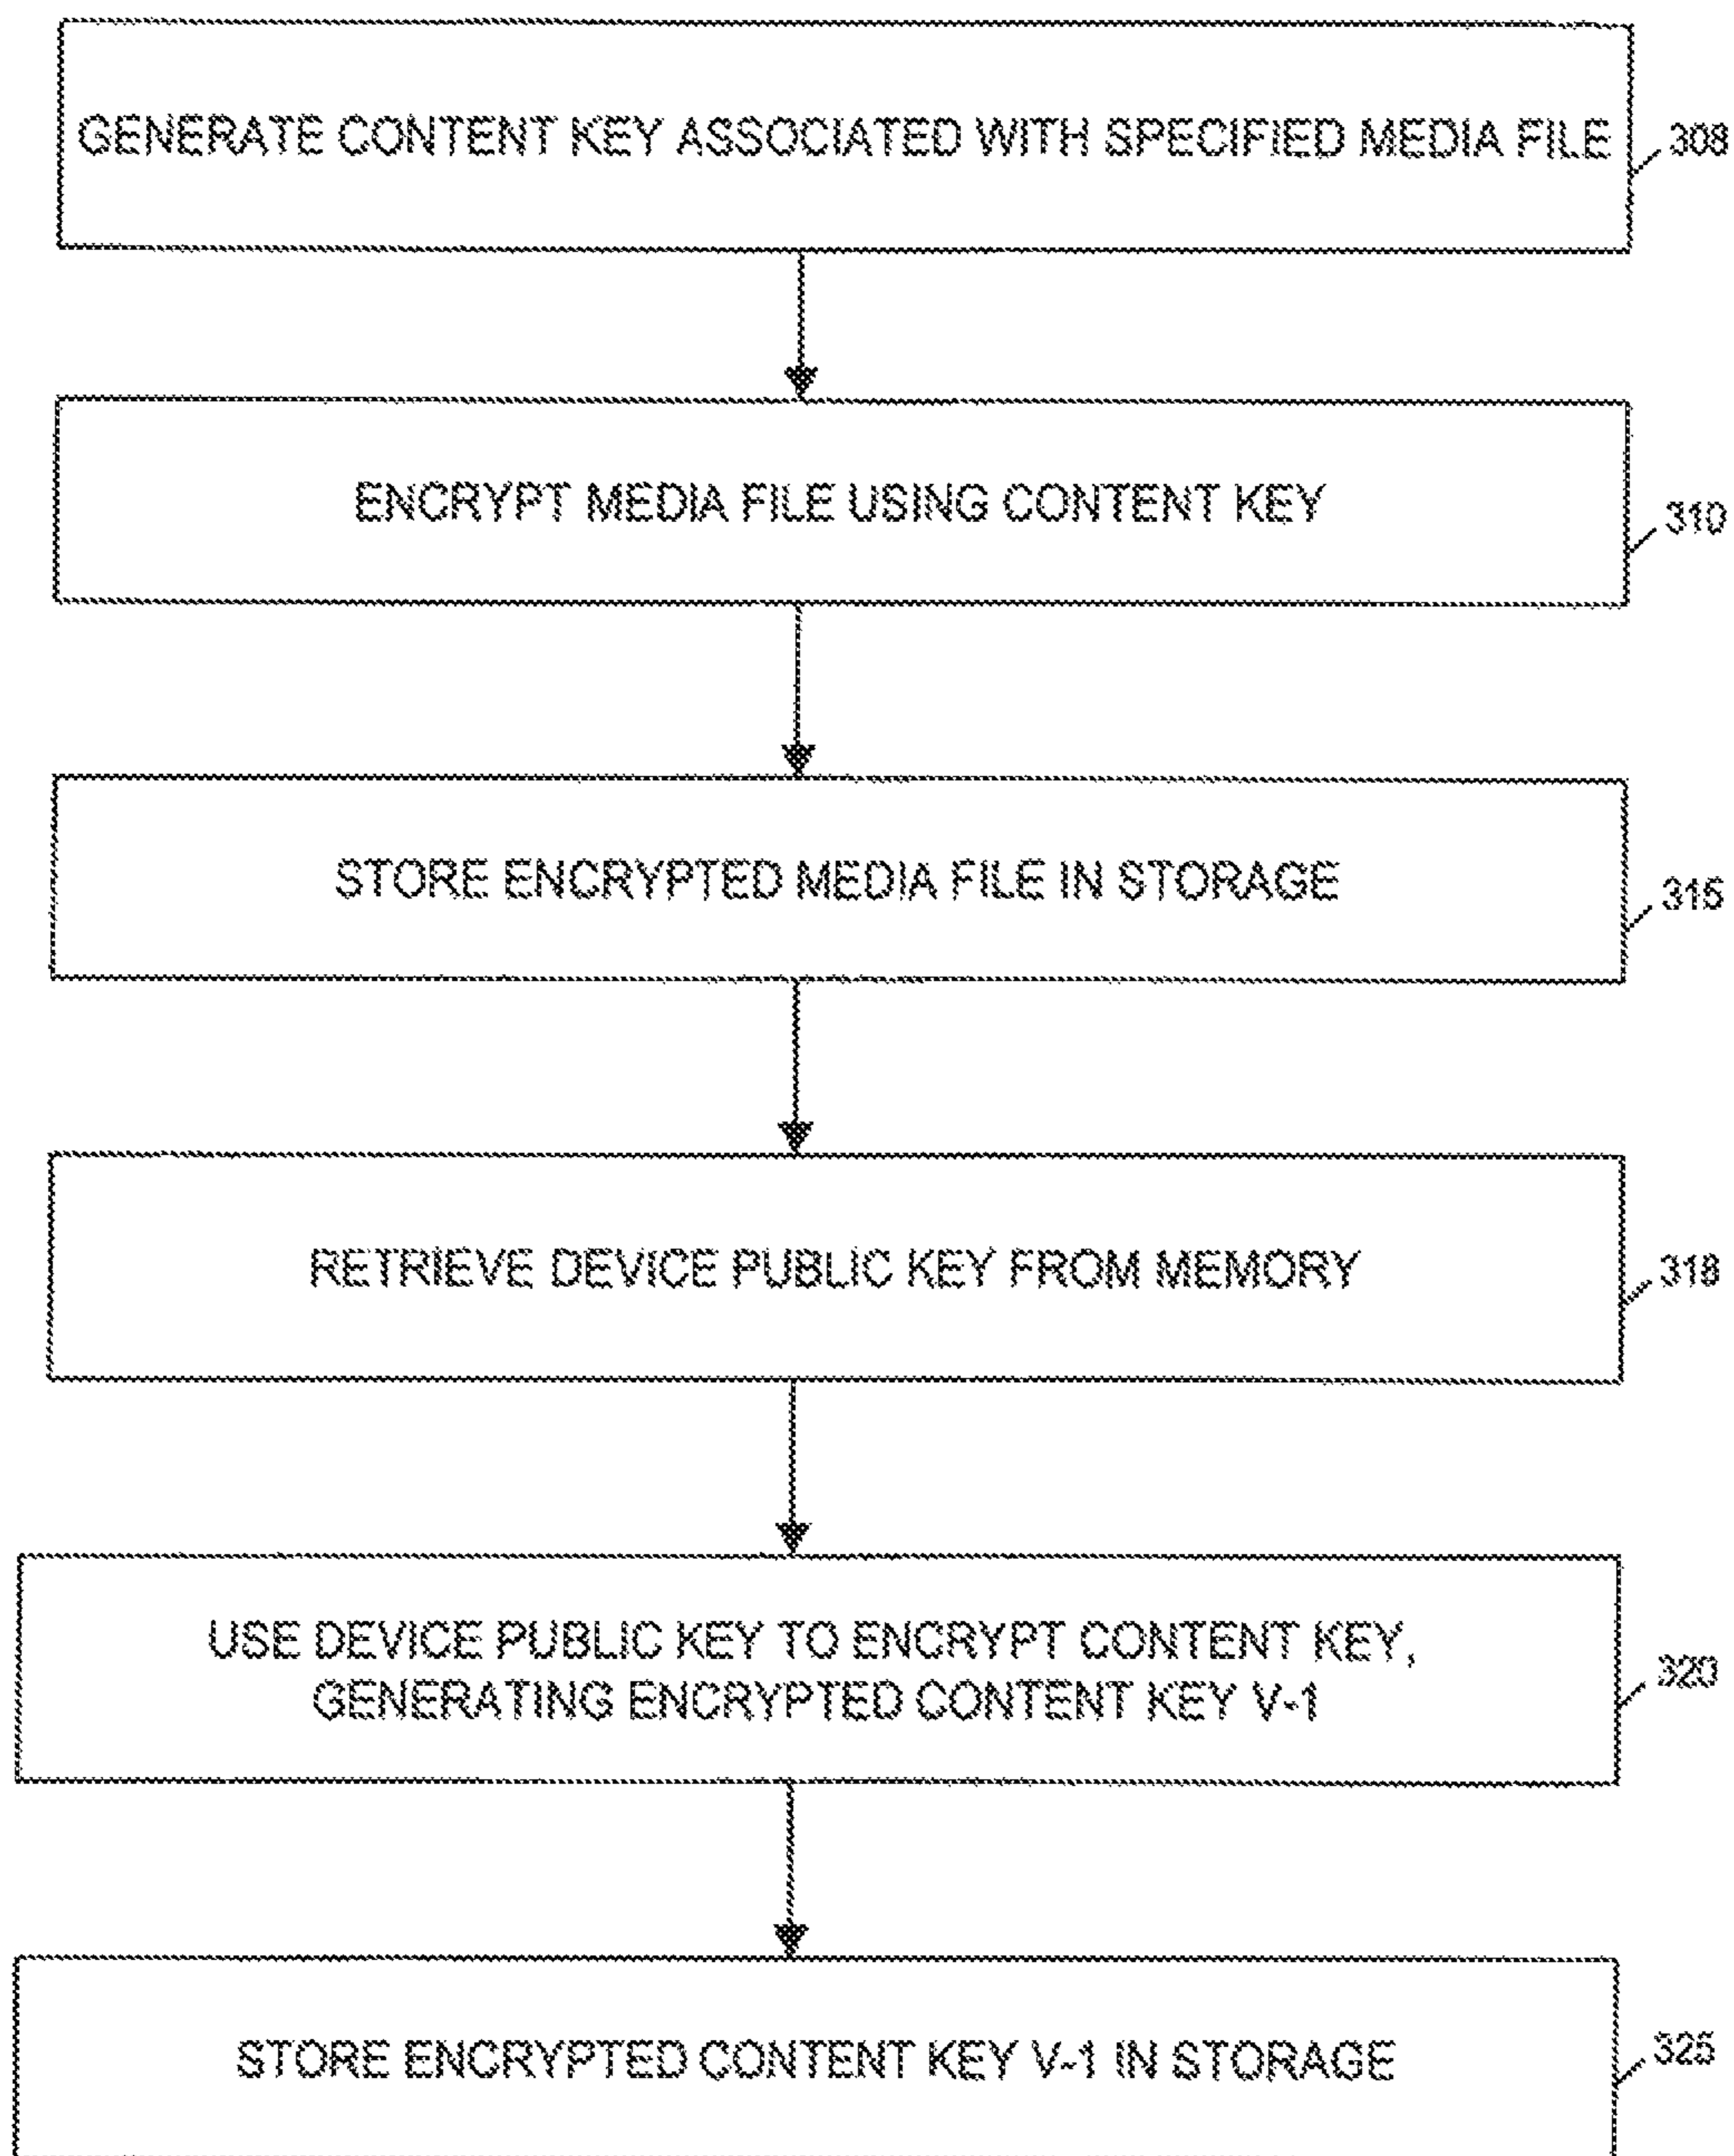 GENERATE CONTENT KEY ASSOCIATED WITH SPECIFIED MEDIA FILE
308
ENCRYPT MEDIA FILE USING CONTENT KEY
310
STORE ENCRYPTED MEDIA FILE IN STORAGE
315
RETRIEVE DEVICE PUBLIC KEY FROM MEMORY
318
USE DEVICE PUBLIC KEY TO ENCRYPT CONTENT KEY,
GENERATING ENCRYPTED CONTENT KEY V-1
320
STORE ENCRYPTED CONTENT KEY V-1 IN STORAGE
325